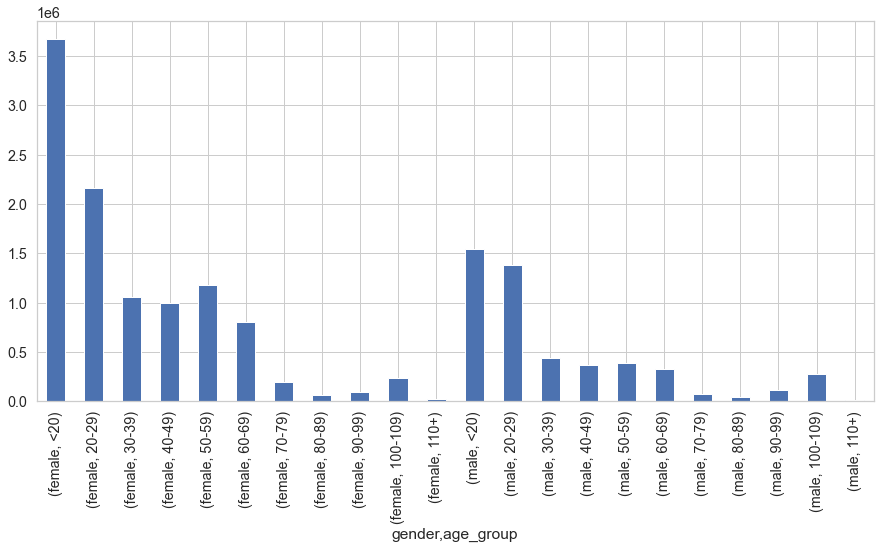 1e6
3.5
3.0
2.5
2.0
1.5
1.0
0.5
0.0
(female, <20)
(female, 20-29)
(female, 30-39)
(female, 40-49)
(female, 50-59)
(female, 60-69)
(female, 70-79)
(female, 80-89)
(female, 90-99)
(female, 100-109)
(female, 110+)
(male, <20)
(male, 20-29)
(male, 30-39)
(male, 40-49)
(male, 50-59)
(male, 60-69)
(male, 70-79)
(male, 80-89)
(male, 90-99)
(male, 100-109)
(male, 110+)
gender,age_group